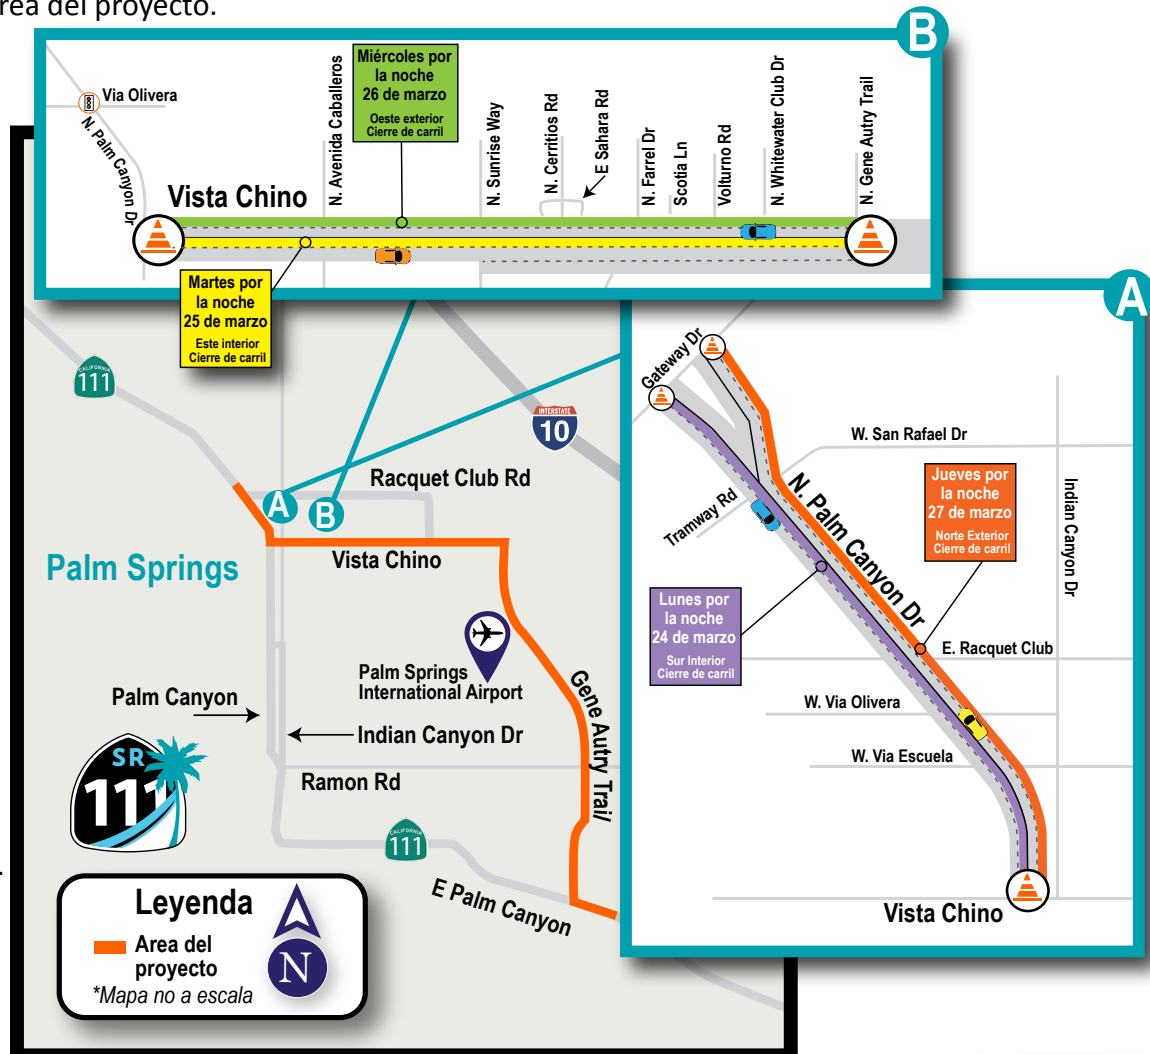 rea del proyecto.
B
Miércoles por
la noche
26 de marzo
Oeste exterior
Cierre de carril
Via Olivera
N. Palm Canyon Dr
Vista Chino
N. Avenida Caballeros
N. Sunrise Way
N. Cerritios Rd
E Sahara Rd
N. Farrel Dr
Scotia Ln
Volturno Rd
N. Whitewater Club Dr
N. Gene Autry Trail
Martes por
la noche
25 de marzo
Este interior
Cierre de carril
A
Gateway Dr
W. San Rafael Dr
Tramway Rd
N. Palm Canyon Dr
Jueves por
la noche
27 de marzo
Norte Exterior
Cierre de carril
Indian Canyon Dr
Lunes por
la noche
24 de marzo
Sur Interior
Cierre de carril
E. Racquet Club
W. Via Olivera
W. Via Escuela
Vista Chino
CALIFORNIA
111
INTERSTATE
10
Racquet Club Rd
A
B
Vista Chino
Palm Springs
Palm Springs
International Airport
Gene Autry Trail
Palm Canyon
Indian Canyon Dr
Ramon Rd
SR
111
CALIFORNIA
111
E Palm Canyon
Leyenda
Area del
proyecto
*Mapa no a escala
N
.